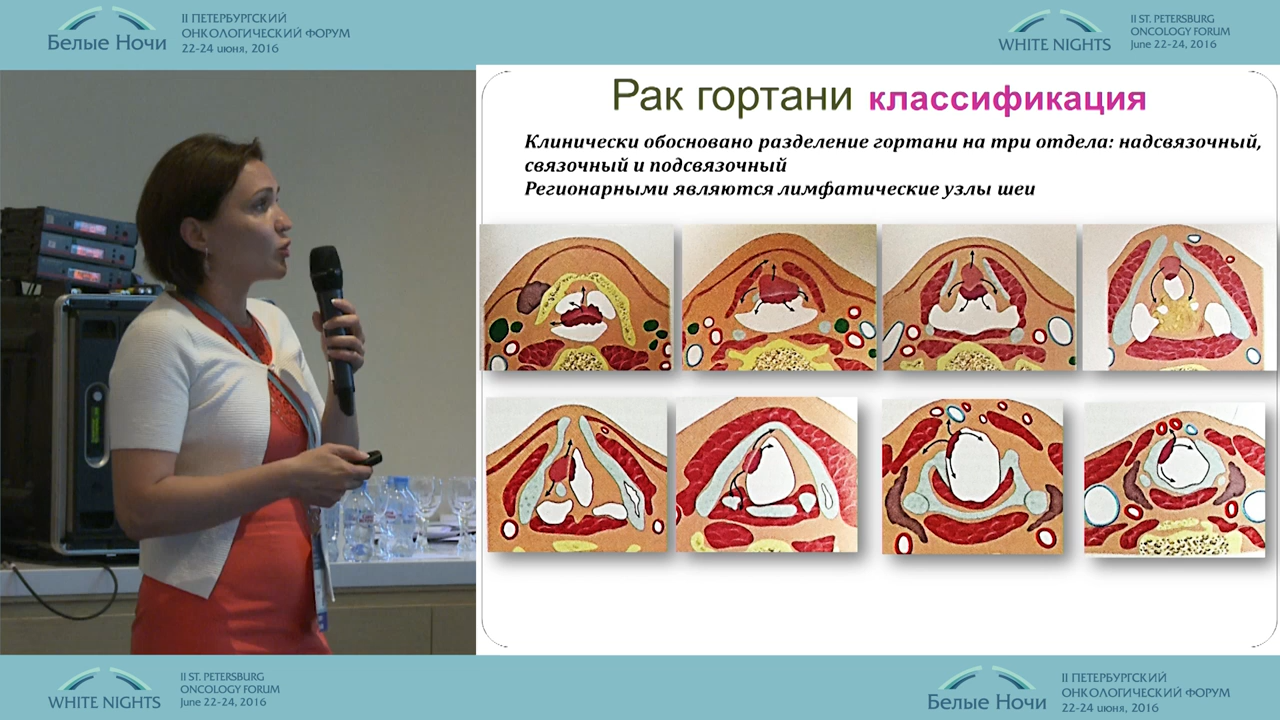 Белые Ночи
II ПЕТЕРБУРГСКИЙ
ОНКОЛОГИЧЕСКИЙ ФОРУМ
22-24 июня, 2016
WHITE NIGHTS
II ST. PETERSBURG
ONCOLOGY FORUM
June 22-24, 2016
Рак гортани классификация
Клинически обосновано разделение гортани на три отдела: надсвязочный,
связочный и подсвязочный
Регионарными являются лимфатические узлы шеи
WHITE NIGHTS
II ST. PETERSBURG
ONCOLOGY FORUM
June 22-24, 2016
Белые Ночи
II ПЕТЕРБУРГСКИЙ
ОНКОЛОГИЧЕСКИЙ ФОРУМ
22-24 июня, 2016